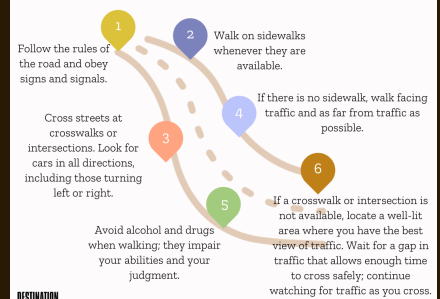 1
Follow the rules of
the road and obey
signs and signals.
2
Walk on sidewalks
whenever they are
available.
3
Cross streets at
crosswalks or
intersections. Look for
cars in all directions,
including those turning
left or right.
4
If there is no sidewalk, walk facing
traffic and as far from traffic as
possible.
5
Avoid alcohol and drugs
when walking; they impair
your abilities and your
judgment.
6
If a crosswalk or intersection is
not available, locate a well-lit
area where you have the best
view of traffic. Wait for a gap in
traffic that allows enough time
to cross safely; continue
watching for traffic as you cross.
DESTINATION